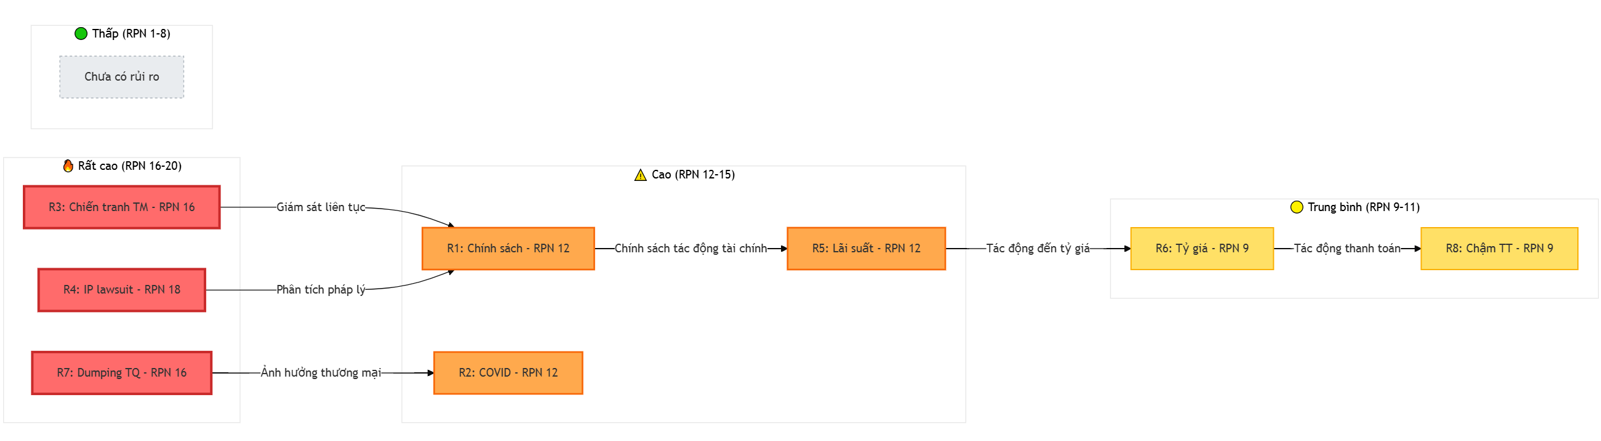 Thấp (RPN 1-8)
Chưa có rủi ro
Rất cao (RPN 16-20)
R3: Chiến tranh TM - RPN 16
R4: IP lawsuit - RPN 18
R7: Dumping TQ - RPN 16
Giám sát liên tục
Phân tích pháp lý
Ảnh hưởng thương mại
Cao (RPN 12-15)
R1: Chính sách - RPN 12
Chính sách tác động tài chính
R5: Lãi suất - RPN 12
R2: COVID - RPN 12
Tác động đến tỷ giá
Trung bình (RPN 9-11)
R6: Tỷ giá - RPN 9
Tác động thanh toán
R8: Chậm TT - RPN 9